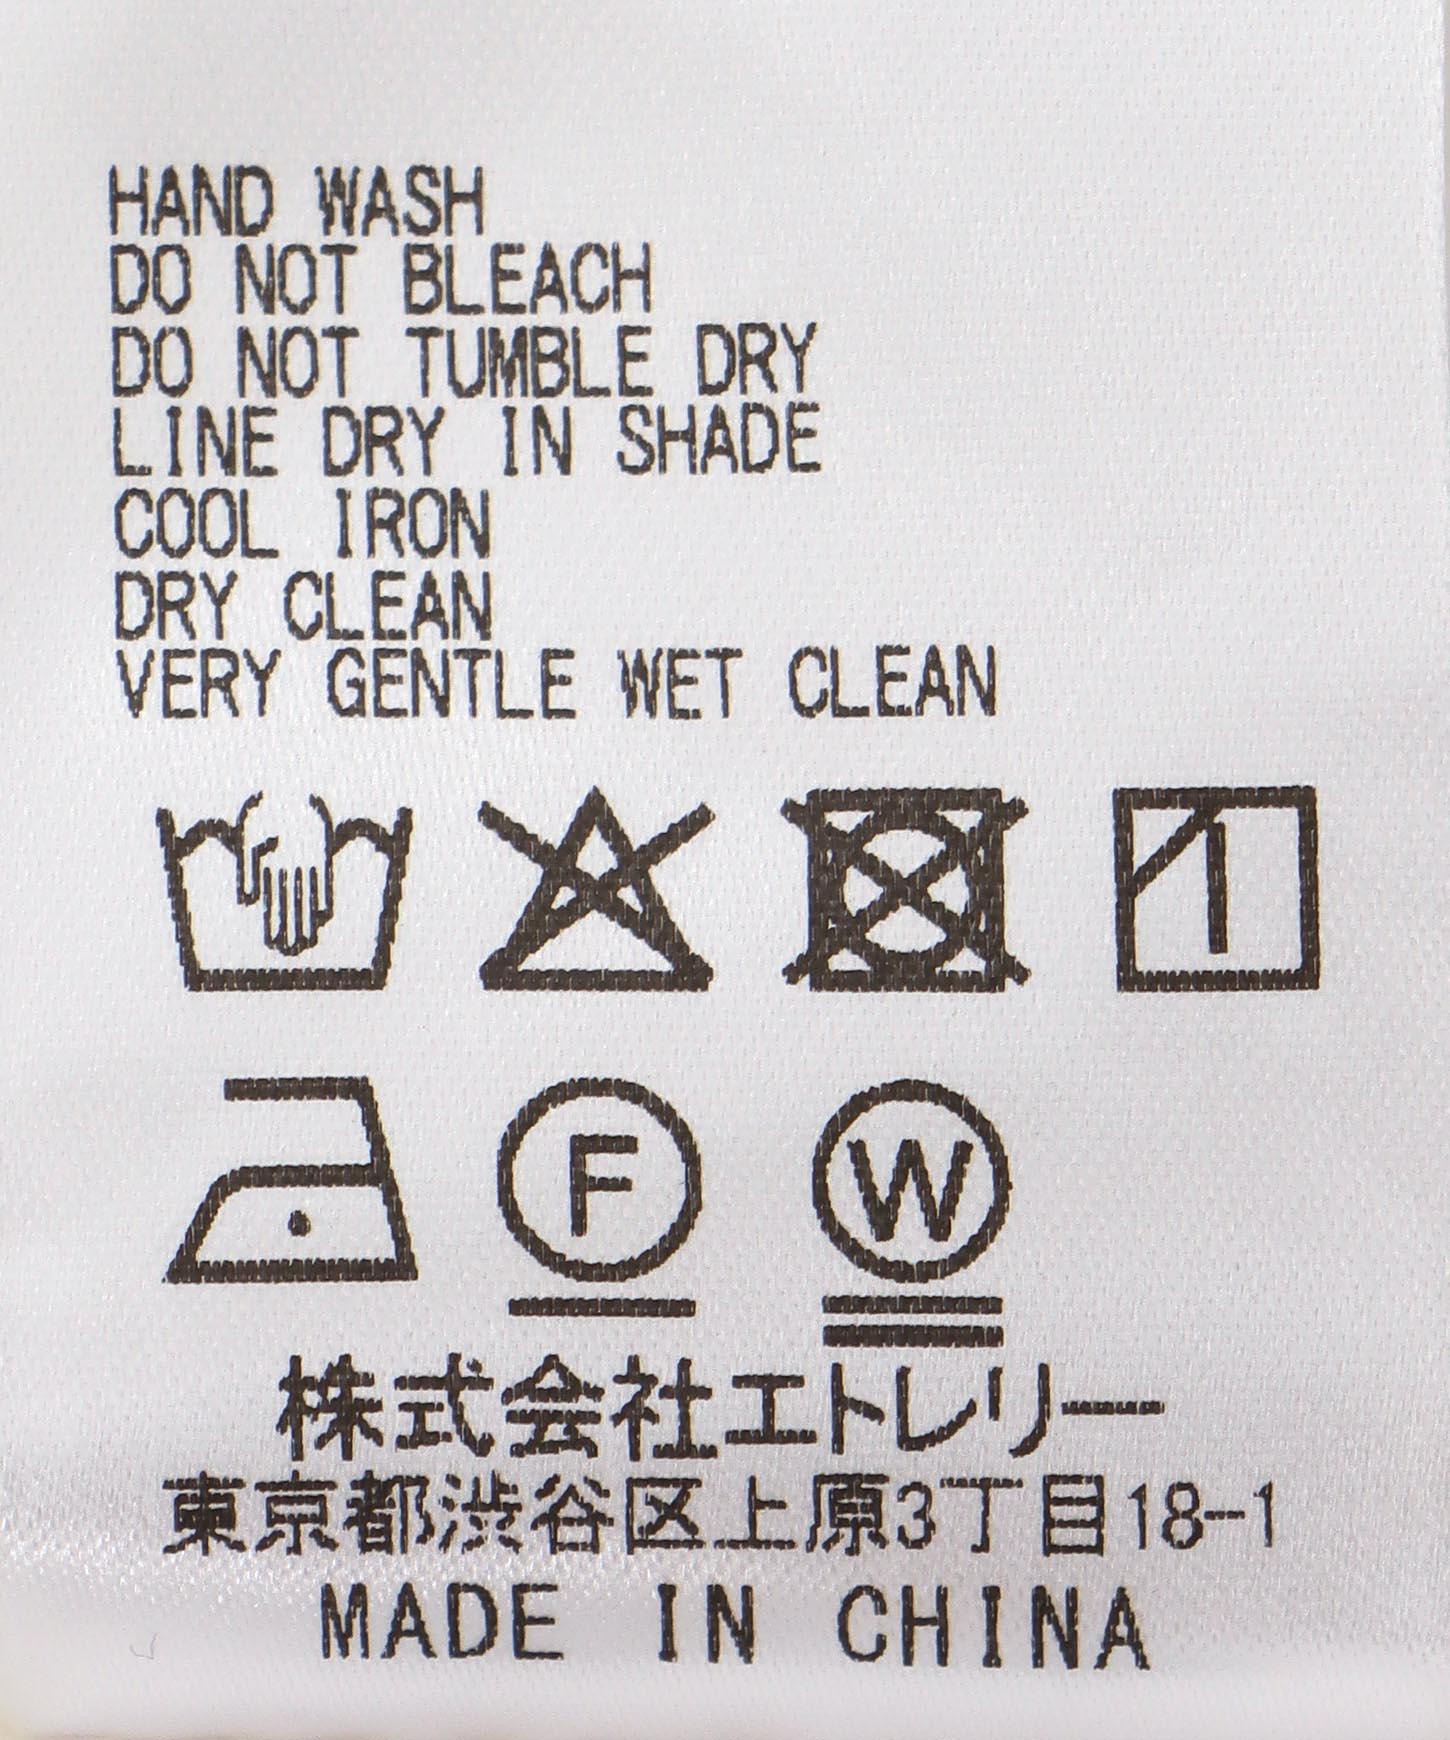 HAND WASH
DO NOT BLEACH
DO NOT TUMBLE DRY
LINE DRY IN SHADE
COOL IRON
DRY CLEAN
VERY GENTLE WET CLEAN
F W
株式会社エトレリー
東京都渋谷区上原3丁目18-1
MADE IN CHINA